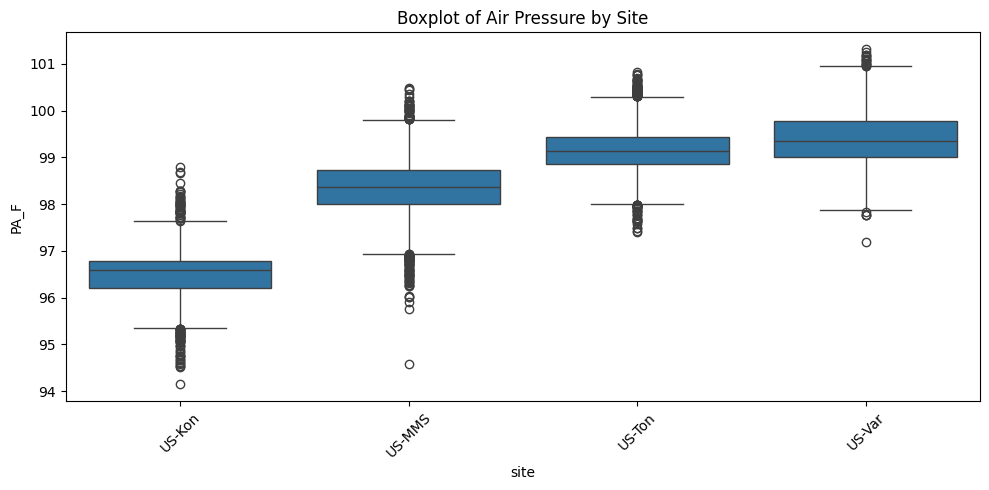 Boxplot of Air Pressure by Site
PA_F
101
100
99
98
97
96
95
94
US-Kon
US-MMS
US-Ton
US-Var
site